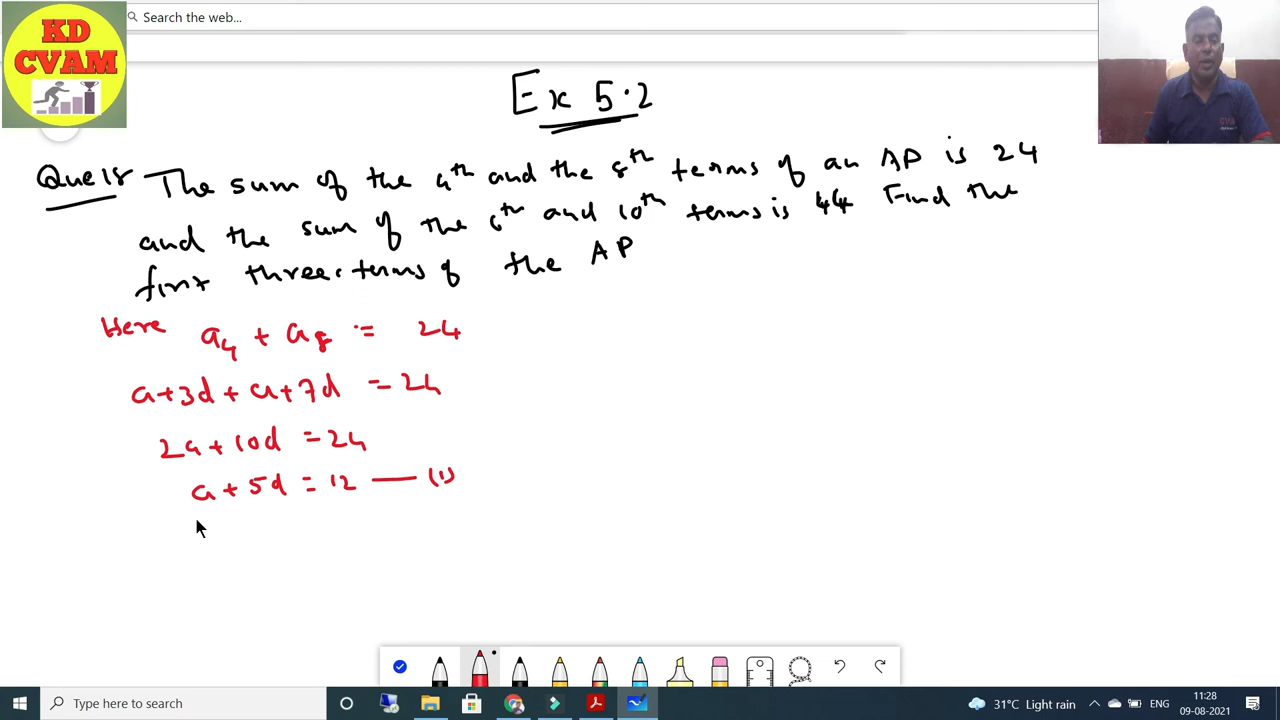 KD
CVAM
Search the web...
Ex 5.2
Que 18 The sum of the 4th and the 8th terms of an AP is 24
and the sum of the 6th and 10th terms is 44 Find the
first three terms of the AP
Here a4 + a8 = 24
a+3d + a+7d = 24
2a+10d = 24
a + 5d = 12 — (1)
Type here to search
31°C Light rain
ENG
11:28
09-08-2021